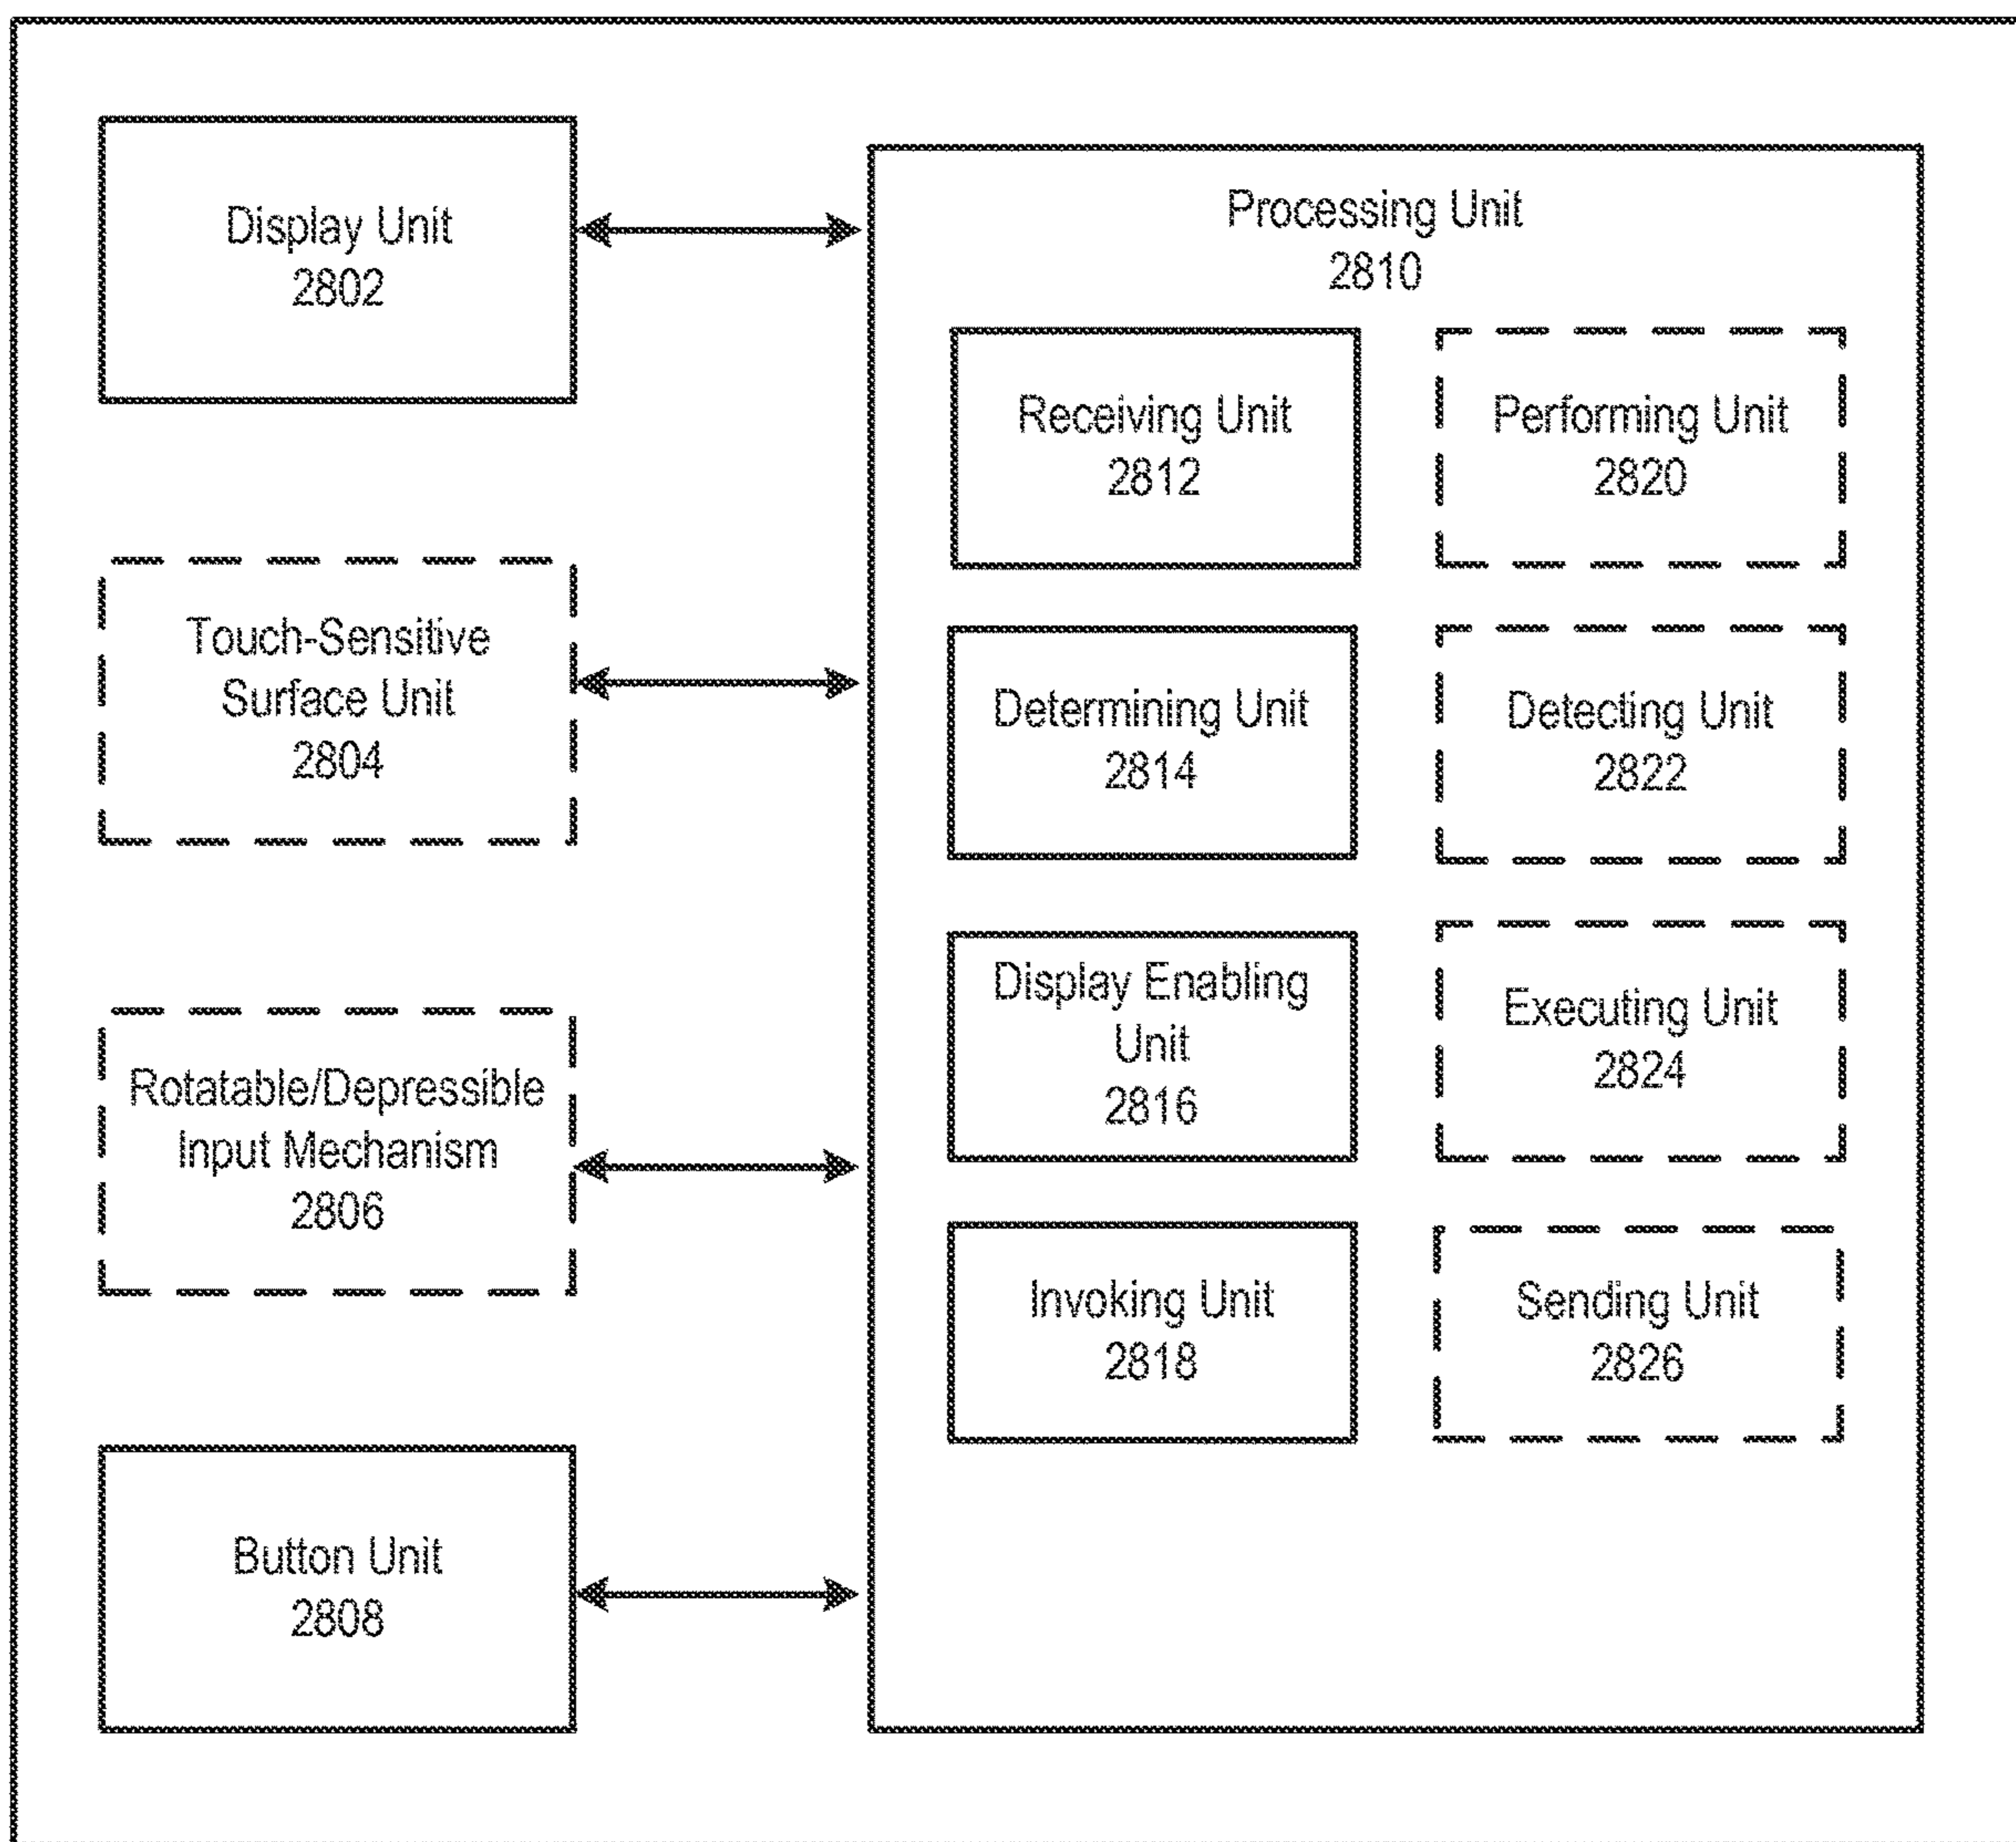 Display Unit
2802
Touch-Sensitive
Surface Unit
2804
Rotatable/Depressible
Input Mechanism
2806
Button Unit
2808
Processing Unit
2810
Receiving Unit
2812
Performing Unit
2820
Determining Unit
2814
Detecting Unit
2822
Display Enabling
Unit
2816
Executing Unit
2824
Invoking Unit
2818
Sending Unit
2826